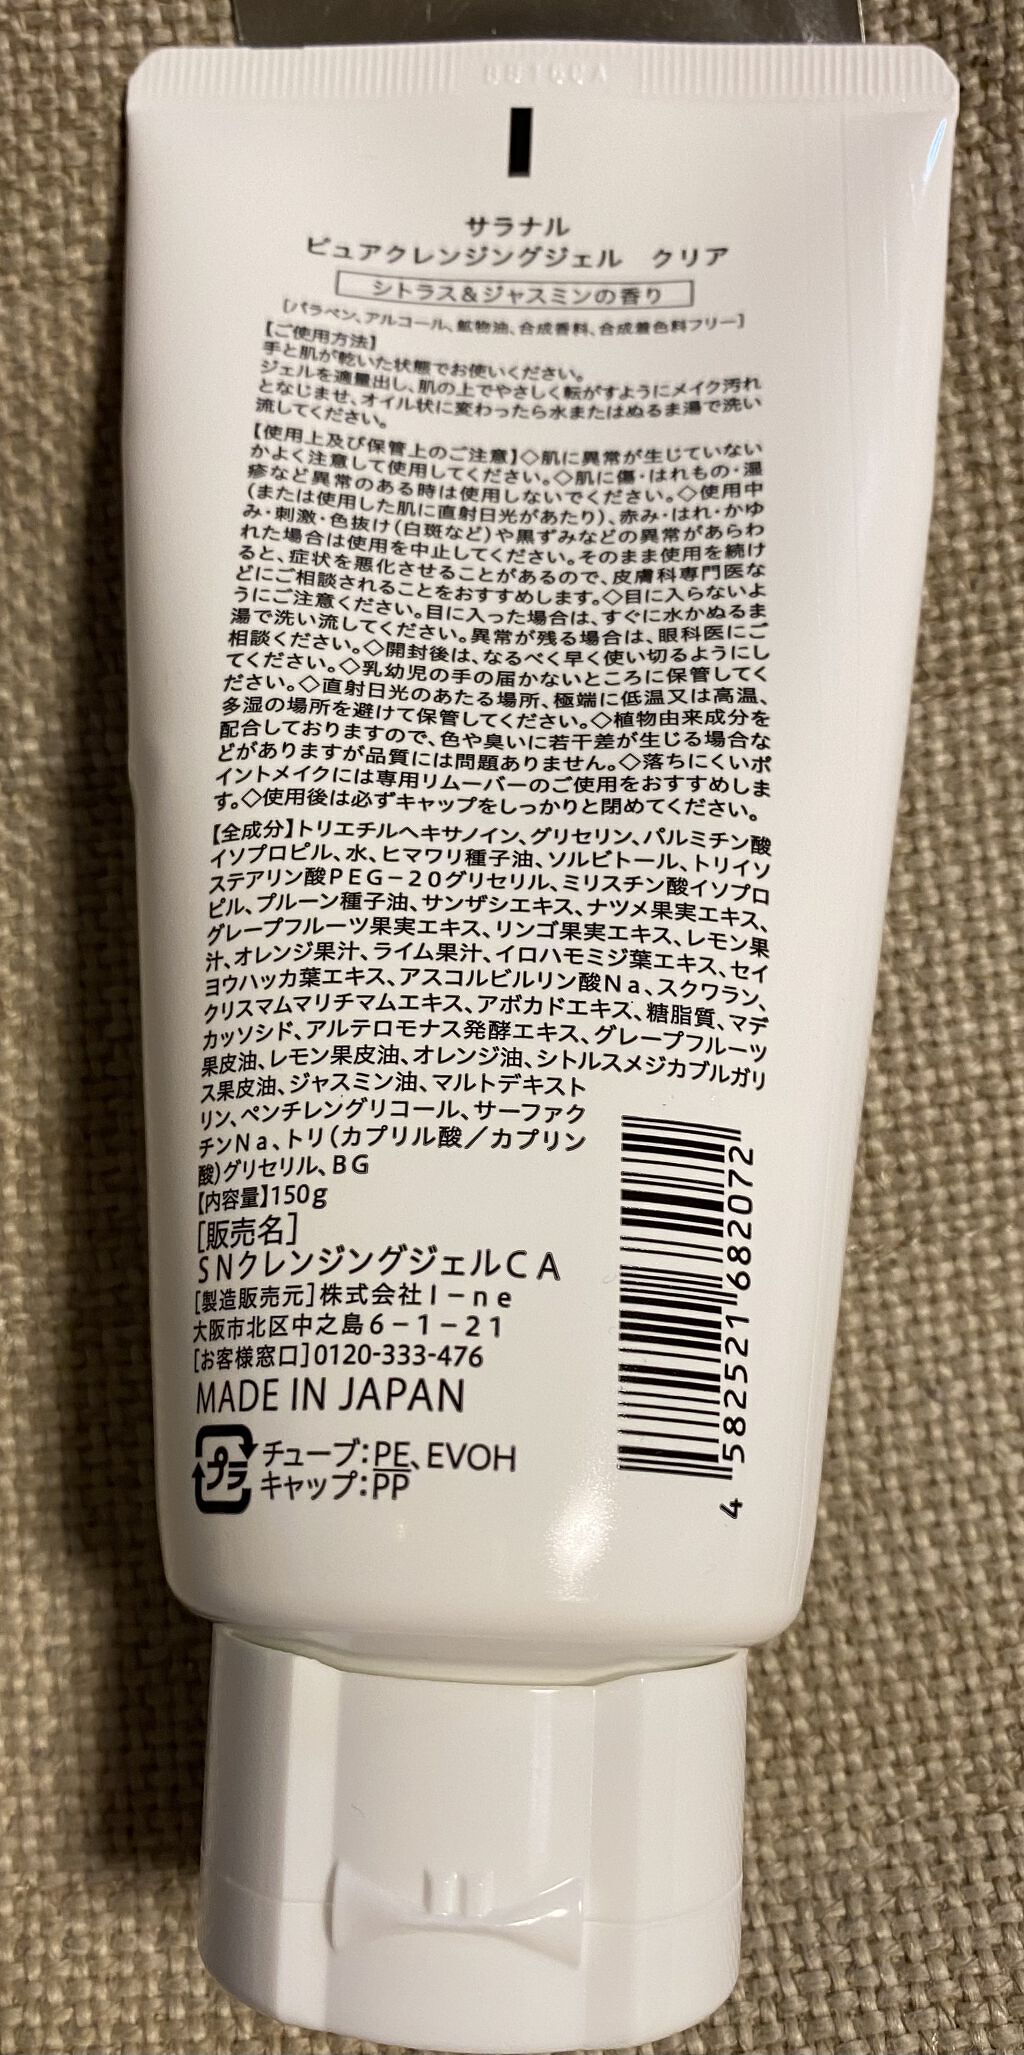 サラナル
ピュアクレンジングジェル　クリア
シトラス&ジャスミンの香り
[パラベン、アルコール、鉱物油、合成香料、合成着色料フリー]
【ご使用方法】
手と肌が乾いた状態でお使いください。
ジェルを適量出し、肌の上でやさしく転がすようにメイク汚れ
となじませ、オイル状に変わったら水またはぬるま湯で洗い
流してください。
【使用上及び保管上のご注意】◇肌に異常が生じていない
かよく注意して使用してください。◇肌に傷・はれもの・湿
疹など異常のある時は使用しないでください。◇使用中
(または使用した肌に直射日光があたり)、赤み・はれ・かゆ
み・刺激・色抜け(白斑など)や黒ずみなどの異常があらわ
れた場合は使用を中止してください。そのまま使用を続け
ると、症状を悪化させることがあるので、皮膚科専門医な
どにご相談されることをおすすめします。◇目に入らないよ
うにご注意ください。目に入った場合は、すぐに水かぬるま
湯で洗い流してください。異常が残る場合は、眼科医にご
相談ください。◇開封後は、なるべく早く使い切るようにし
てください。◇乳幼児の手の届かないところに保管してく
ださい。◇直射日光のあたる場所、極端に低温又は高温、
多湿の場所を避けて保管してください。◇植物由来成分を
配合しておりますので、色や臭いに若干差が生じる場合な
どがありますが品質には問題ありません。◇落ちにくいポ
イントメイクには専用リムーバーのご使用をおすすめしま
す。◇使用後は必ずキャップをしっかりと閉めてください。
【全成分】トリエチルヘキサノイン、グリセリン、パルミチン酸
イソプロピル、水、ヒマワリ種子油、ソルビトール、トリイソ
ステアリン酸PEG-20グリセリル、ミリスチン酸イソプロ
ピル、プルーン種子油、サンザシエキス、ナツメ果実エキス、
グレープフルーツ果実エキス、リンゴ果実エキス、レモン果
汁、オレンジ果汁、ライム果汁、イロハモミジ葉エキス、セイ
ヨウハッカ葉エキス、アスコルビルリン酸Na、スクワラン、
クリスマムマリチマムエキス、アボカドエキス、糖脂質、マデ
カッソシド、アルテロモナス発酵エキス、グレープフルーツ
果皮油、レモン果皮油、オレンジ油、シトルスメジカブルガリ
ス果皮油、ジャスミン油、マルトデキスト
リン、ペンチレングリコール、サーファク
チンNa、トリ(カプリル酸/カプリン
酸)グリセリル、BG
【内容量】150g
[販売名]
SNクレンジングジェルCA
[製造販売元]株式会社I-ne
大阪市北区中之島6-1-21
[お客様窓口]0120-333-476
MADE IN JAPAN
プラ
チューブ:PE、EVOH
キャップ:PP
4 582521 682072